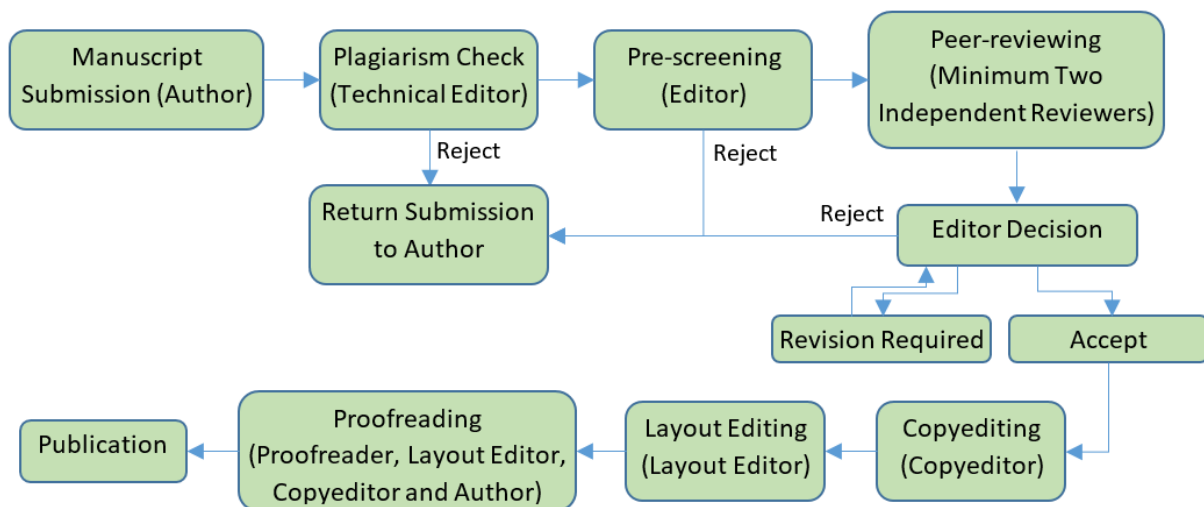 Manuscript
Submission (Author)
Plagiarism Check
(Technical Editor)
Pre-screening
(Editor)
Peer-reviewing
(Minimum Two
Independent Reviewers)
Reject
Reject
Return Submission
to Author
Reject
Editor Decision
Revision Required
Accept
Publication
Proofreading
(Proofreader, Layout Editor,
Copyeditor and Author)
Layout Editing
(Layout Editor)
Copyediting
(Copyeditor)